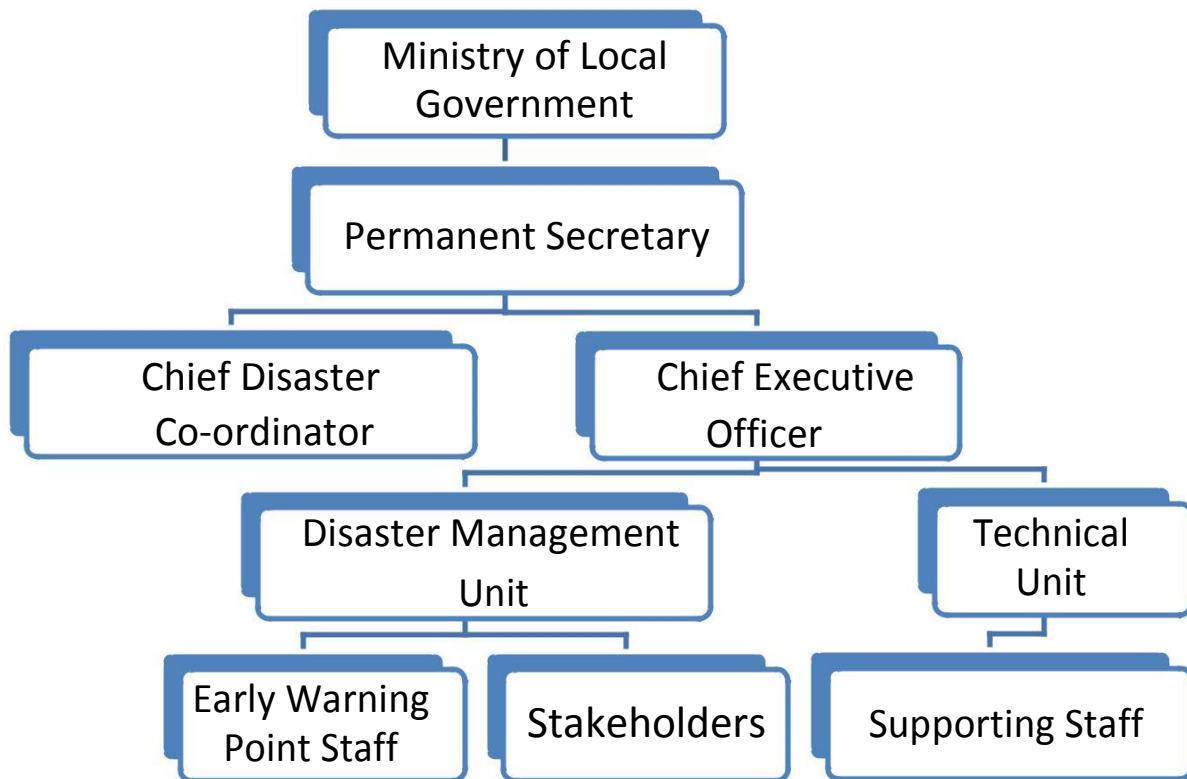 Ministry of Local
Government
Permanent Secretary
Chief Disaster
Co-ordinator
Chief Executive
Officer
Disaster Management
Unit
Technical
Unit
Early Warning
Point Staff
Stakeholders
Supporting Staff